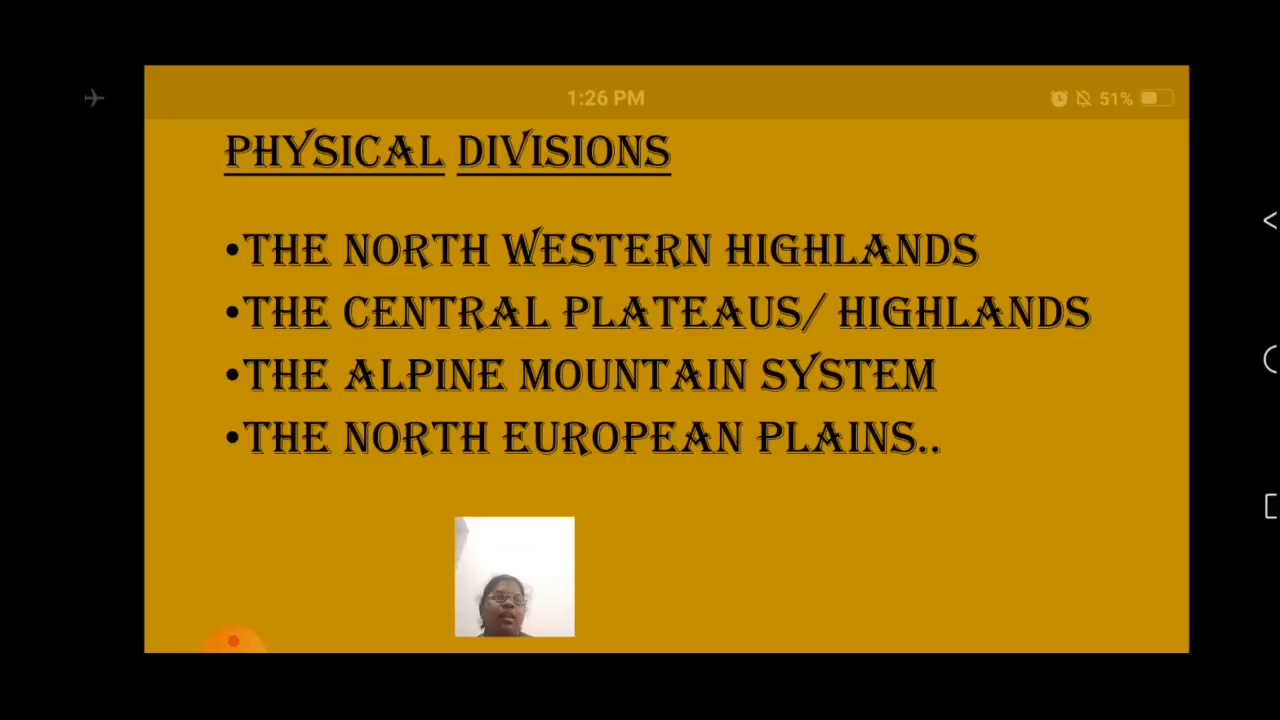 1:26 PM
51%
PHYSICAL DIVISIONS
•THE NORTH WESTERN HIGHLANDS
•THE CENTRAL PLATEAUS/ HIGHLANDS
•THE ALPINE MOUNTAIN SYSTEM
•THE NORTH EUROPEAN PLAINS..